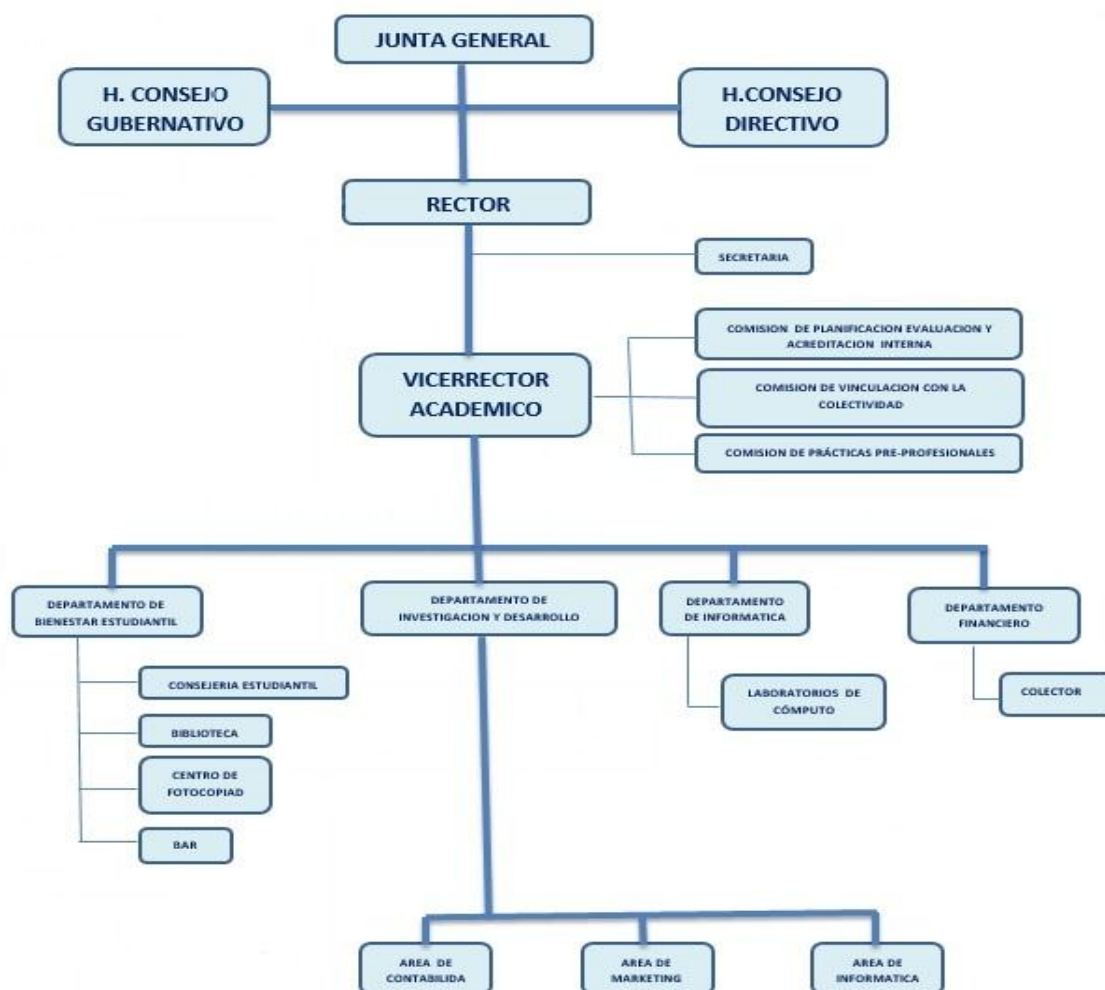 JUNTA GENERAL
H. CONSEJO
GUBERNATIVO
H.CONSEJO
DIRECTIVO
RECTOR
SECRETARIA
COMISION DE PLANIFICACION EVALUACION Y
ACREDITACION INTERNA
VICERRECTOR
ACADEMICO
COMISION DE VINCULACION CON LA
COLECTIVIDAD
COMISION DE PRÁCTICAS PRE-PROFESIONALES
DEPARTAMENTO DE
BIENESTAR ESTUDIANTIL
DEPARTAMENTO DE
INVESTIGACION Y DESARROLLO
DEPARTAMENTO
DE INFORMATICA
DEPARTAMENTO
FINANCIERO
CONSEJERIA ESTUDIANTIL
BIBLIOTECA
CENTRO DE
FOTOCOPIAD
BAR
LABORATORIOS DE
CÓMPUTO
COLECTOR
AREA DE
CONTABILIDA
AREA DE
MARKETING
AREA DE
INFORMATICA